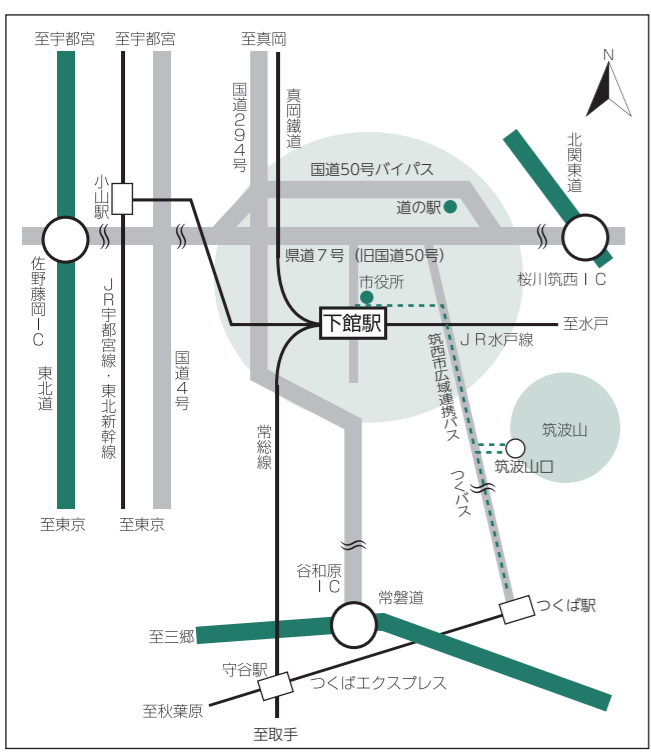 至宇都宮
至宇都宮
至真岡
N
国道294号
真岡鐵道
北関東道
国道50号バイパス
小山駅
道の駅
県道７号（旧国道50号）
佐野藤岡ＩＣ
桜川筑西ＩＣ
市役所
下館駅
至水戸
ＪＲ水戸線
ＪＲ宇都宮線・東北新幹線
国道４号
東北道
筑西市広域連携バス
常総線
筑波山
筑波山口
つくバス
至東京
至東京
谷和原
ＩＣ
常磐道
つくば駅
至三郷
守谷駅
つくばエクスプレス
至秋葉原
至取手